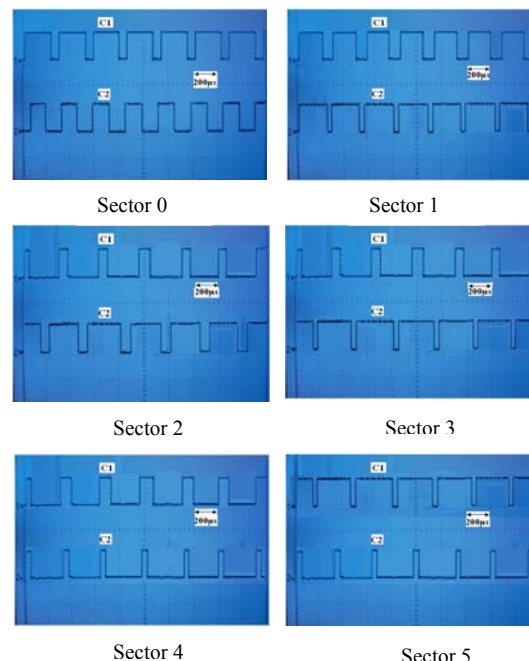 C1 C1
200µs 200µs
C2 C2
Sector 0 Sector 1
C1 C1
200µs 200µs
C2 C2
Sector 2 Sector 3
C1 C1
200µs 200µs
C2 C2
Sector 4 Sector 5